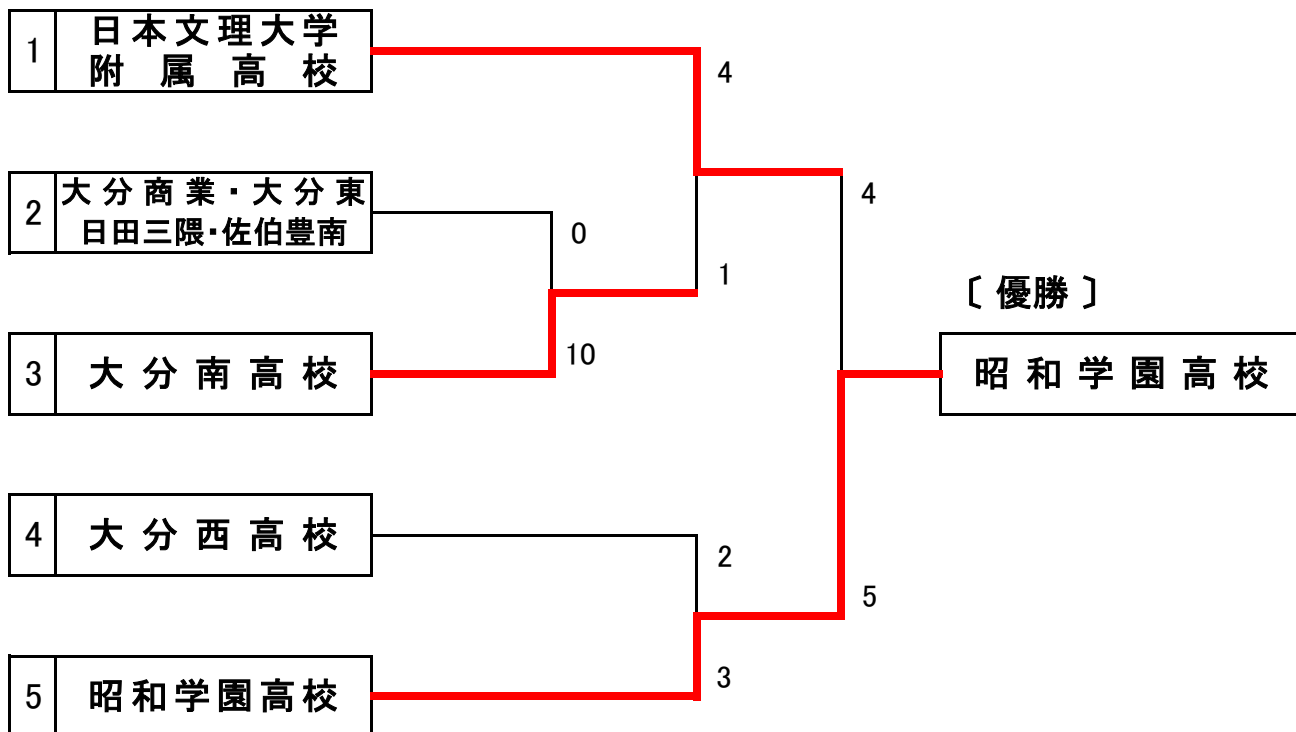 1
日本文理大学
附属高校
4
2
大分商業・大分東
日田三隈・佐伯豊南
0
4
1
〔優勝〕
3
大分南高校
10
昭和学園高校
4
大分西高校
2
5
5
昭和学園高校
3